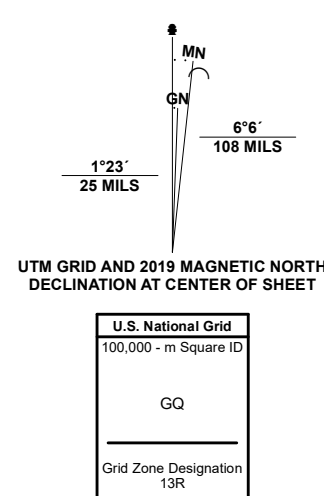 MN
GN
6°6´
108 MILS
1°23´
25 MILS
UTM GRID AND 2019 MAGNETIC NORTH
DECLINATION AT CENTER OF SHEET
U.S. National Grid
100,000 - m Square ID
GQ
Grid Zone Designation
13R